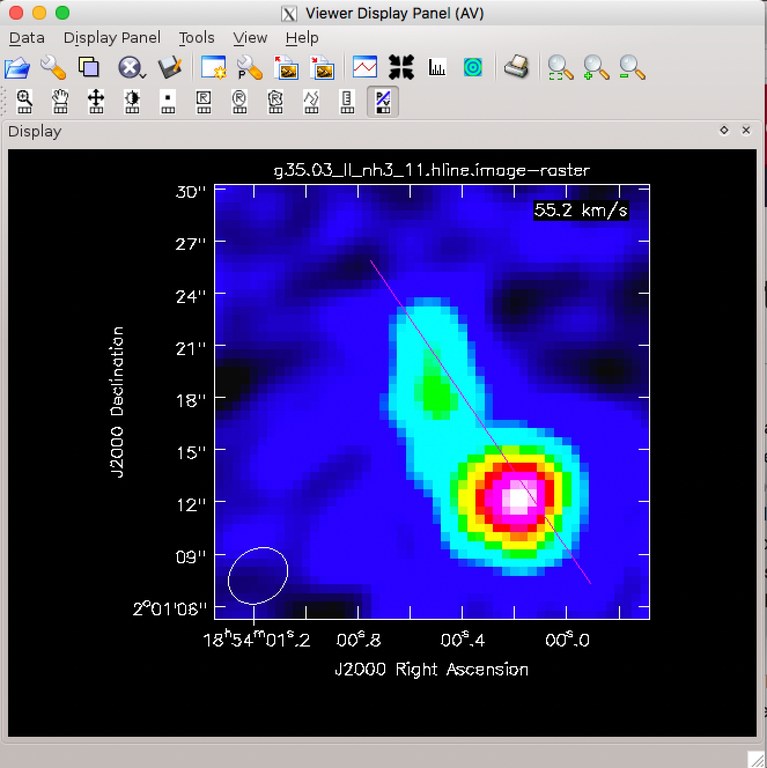 Viewer Display Panel (AV)
Data Display Panel Tools View Help
Display
g35.03_II_nh3_11.hline.image-raster
55.2 km/s
30"
27"
24"
21"
18"
15"
12"
09"
2°01'06"
J2000 Declination
18h54m01s.2 00s.8 00s.4 00s.0
J2000 Right Ascension